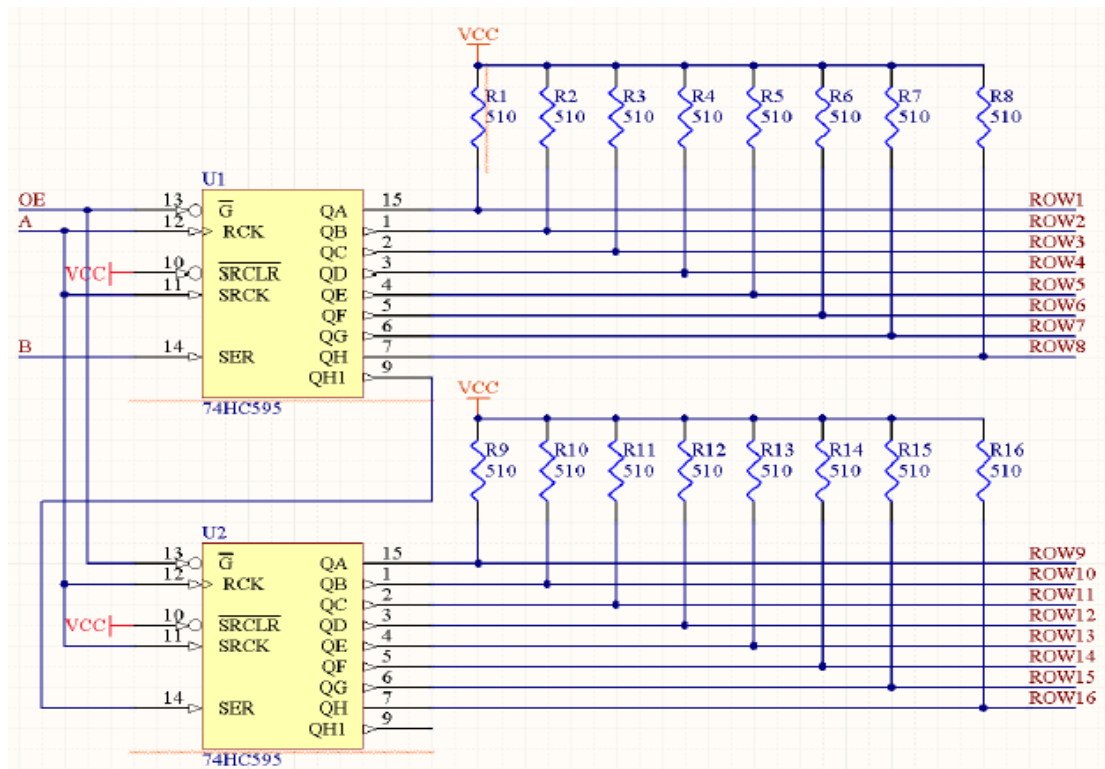 VCC
R1 R2 R3 R4 R5 R6 R7 R8
510 510 510 510 510 510 510 510
U1
OE 13 G QA 15 ROW1
A 12 RCK QB 1 ROW2
QC 2 ROW3
VCC 10 SRCLR QD 3 ROW4
11 SRCK QE 4 ROW5
QF 5 ROW6
QG 6 ROW7
B 14 SER QH 7 ROW8
QH1 9
74HC595
VCC
R9 R10 R11 R12 R13 R14 R15 R16
510 510 510 510 510 510 510 510
U2
13 G QA 15 ROW9
12 RCK QB 1 ROW10
QC 2 ROW11
VCC 10 SRCLR QD 3 ROW12
11 SRCK QE 4 ROW13
QF 5 ROW14
QG 6 ROW15
14 SER QH 7 ROW16
QH1 9
74HC595